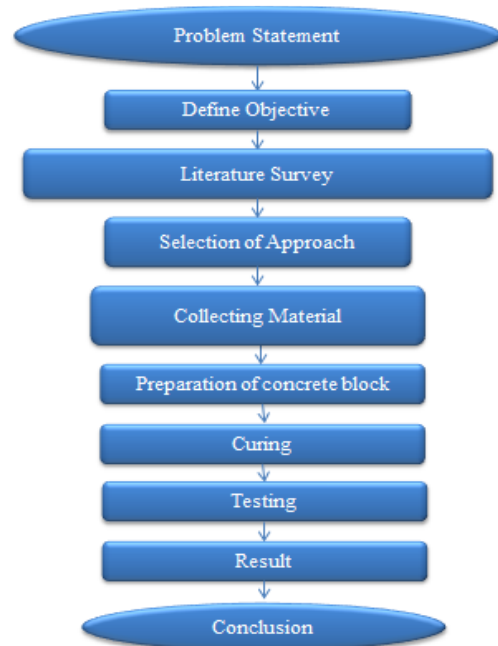 Problem Statement
Define Objective
Literature Survey
Selection of Approach
Collecting Material
Preparation of concrete block
Curing
Testing
Result
Conclusion